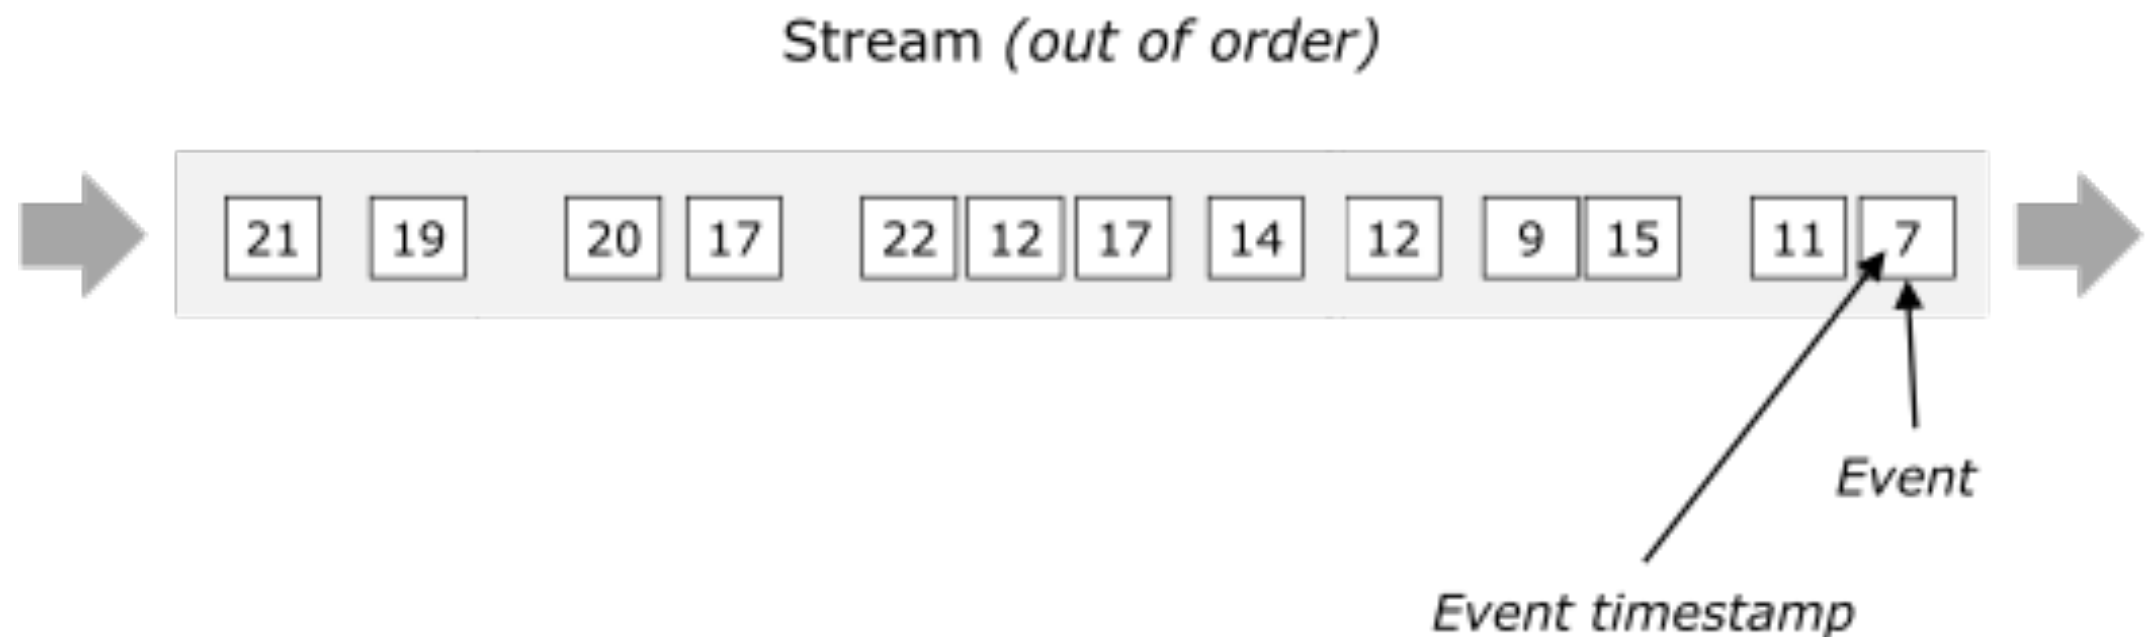 Stream (out of order)
21 19 20 17 22 12 17 14 12 9 15 11 7
Event
Event timestamp